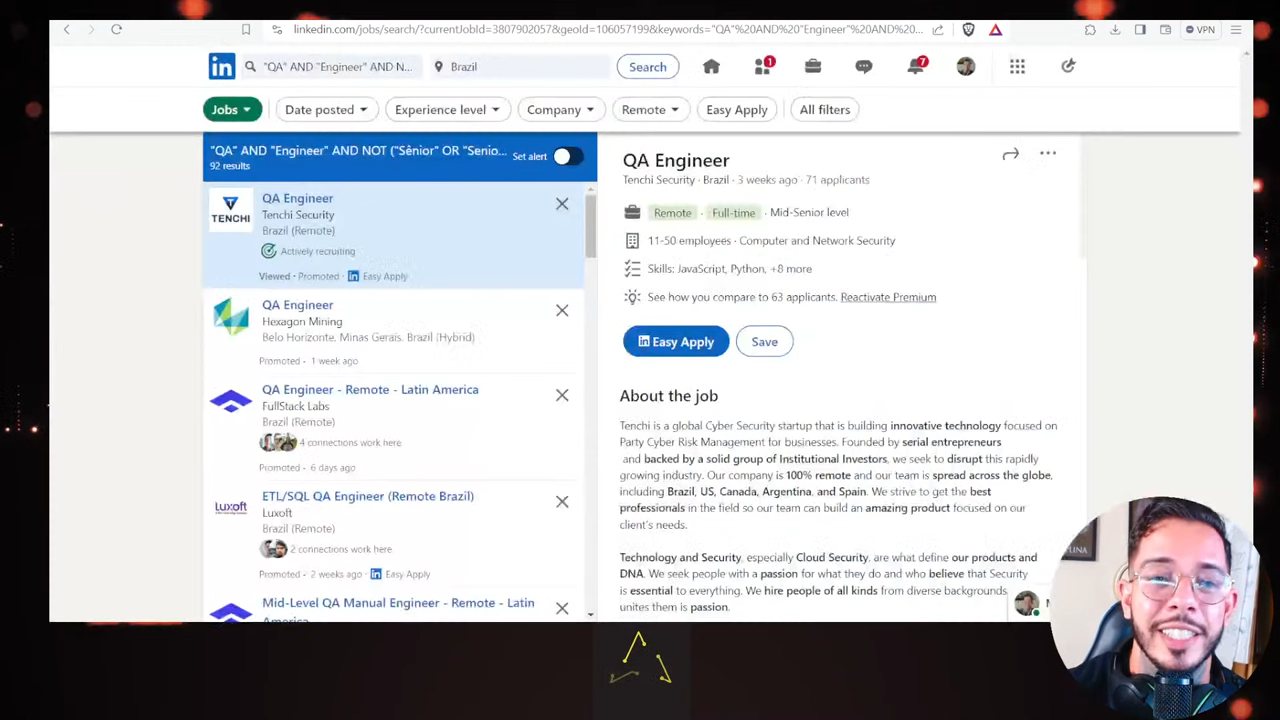 linkedin.com/jobs/search/?currentJobId=3807902057&geoId=106057199&keywords="QA"%20AND%20"Engineer"%20AND%20...
VPN
in
"QA" AND "Engineer" AND N...
Brazil
Search
1
7
Jobs
Date posted
Experience level
Company
Remote
Easy Apply
All filters
"QA" AND "Engineer" AND NOT ("Sênior" OR "Senio...
92 results
Set alert
TENCHI
QA Engineer
Tenchi Security
Brazil (Remote)
Actively recruiting
Viewed · Promoted · in Easy Apply
QA Engineer
Hexagon Mining
Belo Horizonte, Minas Gerais, Brazil (Hybrid)
Promoted · 1 week ago
QA Engineer - Remote - Latin America
FullStack Labs
Brazil (Remote)
4 connections work here
Promoted · 6 days ago
Luxoft
ETL/SQL QA Engineer (Remote Brazil)
Luxoft
Brazil (Remote)
2 connections work here
Promoted · 2 weeks ago · in Easy Apply
Mid-Level QA Manual Engineer - Remote - Latin
America
QA Engineer
Tenchi Security · Brazil · 3 weeks ago · 71 applicants
Remote · Full-time · Mid-Senior level
11-50 employees · Computer and Network Security
Skills: JavaScript, Python, +8 more
See how you compare to 63 applicants. Reactivate Premium
in Easy Apply
Save
About the job
Tenchi is a global Cyber Security startup that is building innovative technology focused on
Party Cyber Risk Management for businesses. Founded by serial entrepreneurs
and backed by a solid group of Institutional Investors, we seek to disrupt this rapidly
growing industry. Our company is 100% remote and our team is spread across the globe,
including Brazil, US, Canada, Argentina, and Spain. We strive to get the best
professionals in the field so our team can build an amazing product focused on our
client's needs.
Technology and Security, especially Cloud Security, are what define our products and
DNA. We seek people with a passion for what they do and who believe that Security
is essential to everything. We hire people of all kinds from diverse backgrounds
unites them is passion.